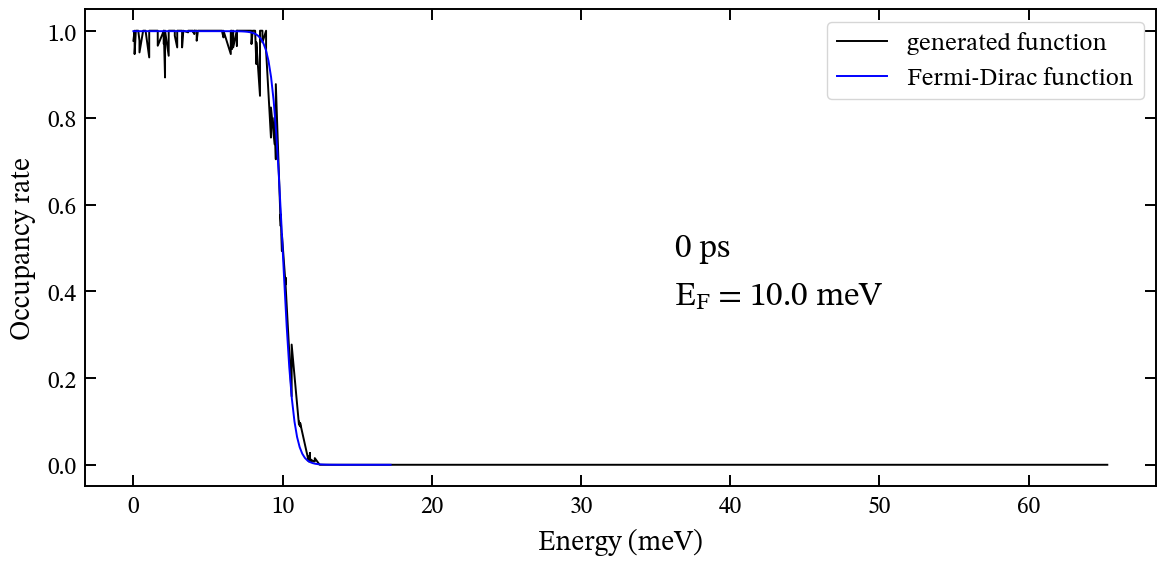 1.0
0.8
0.6
0.4
0.2
0.0
Occupancy rate
generated function
Fermi-Dirac function
0 ps
E_F = 10.0 meV
0 10 20 30 40 50 60
Energy (meV)